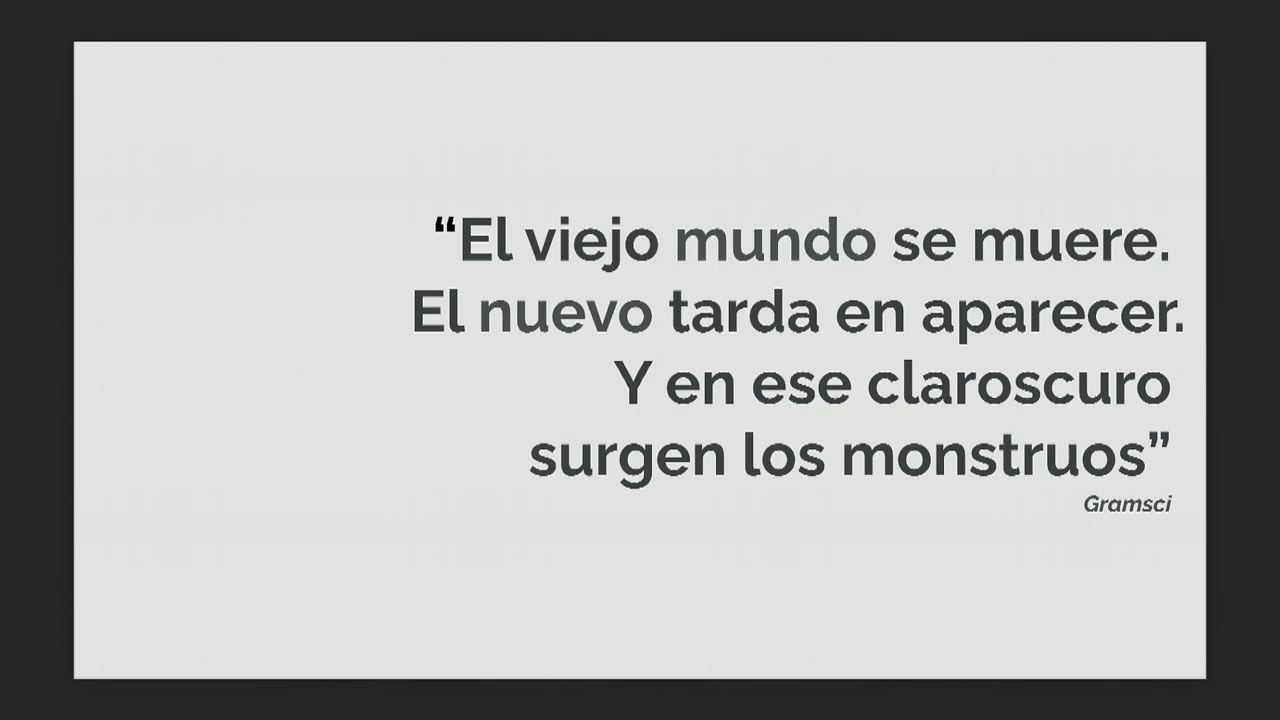 “El viejo mundo se muere.
El nuevo tarda en aparecer.
Y en ese claroscuro
surgen los monstruos”
Gramsci